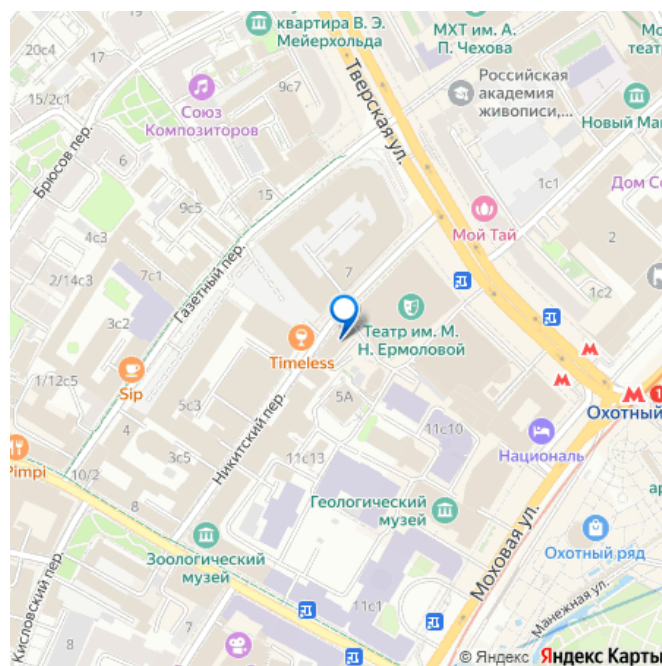 квартира В. Э.
Мейерхольда
МХТ им. А.
П. Чехова
20с4
9с7
Российская
академия
живописи,...
15/2с1
Союз
Композиторов
Тверская ул.
Новый Ман
Брюсов пер.
6
15
1с1
Дом Со
9с5
Мой Тай
4с3
2
Газетный пер.
7
2/14с3
7с1
1с2
3с2
Театр им. М.
Н. Ермоловой
Timeless
1/12с5
Sip
5А
Охотный
4
Никитский пер.
11с10
Националь
Pimpi
3с5
11с13
10/2
8
Геологический
музей
Моховая ул.
Зоологический
музей
Охотный ряд
Кисловский пер.
6
7
11с1
Манежная ул.
8
© Яндекс Яндекс Карты